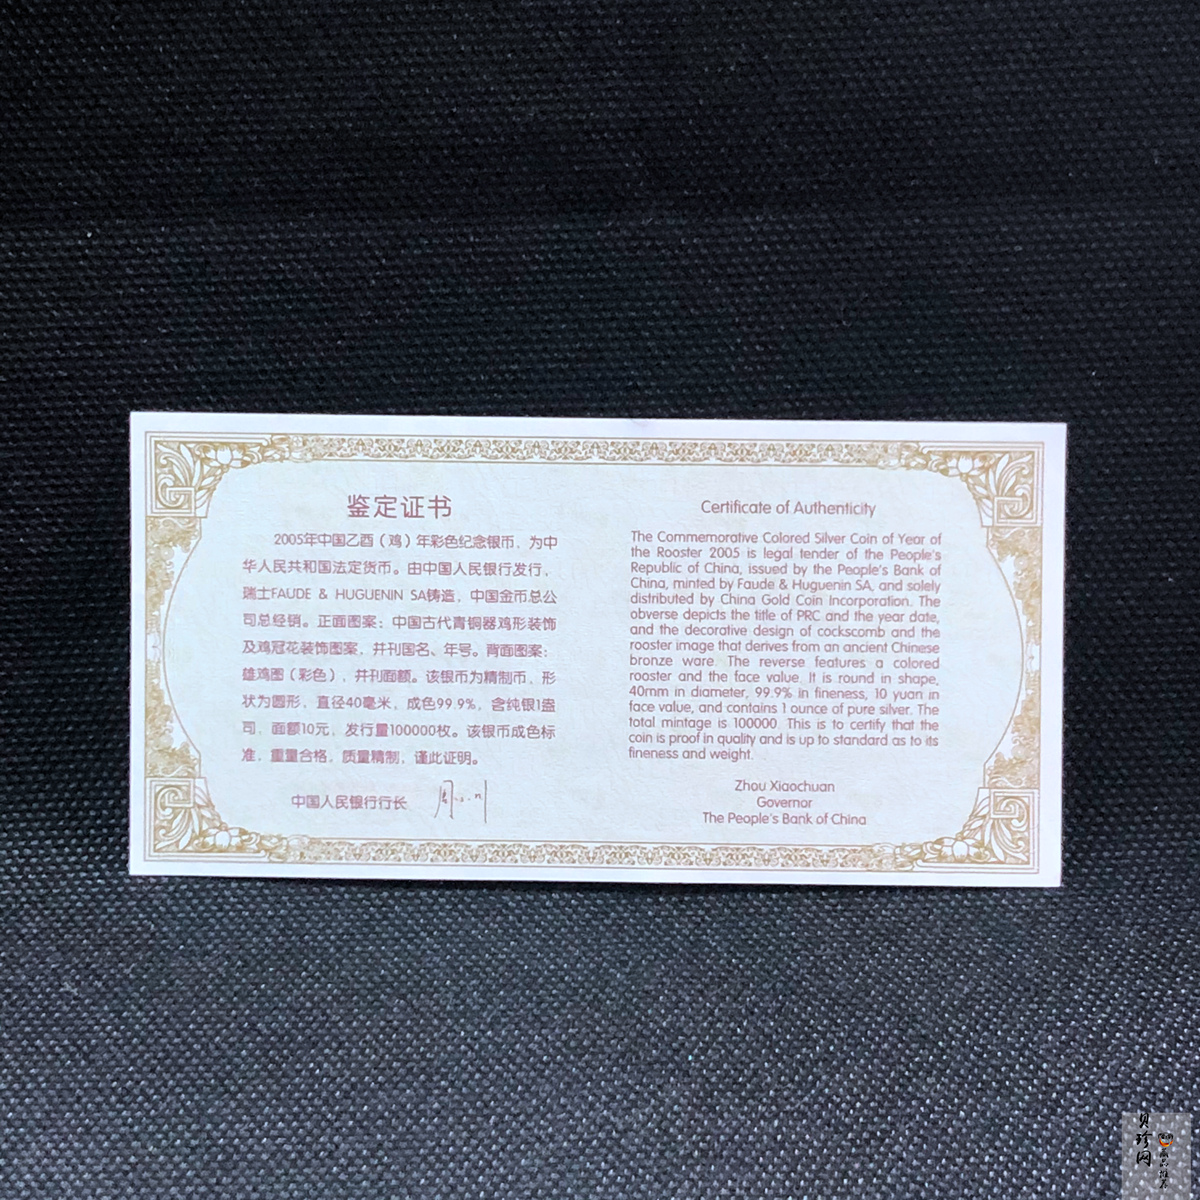 鉴定证书
2005年中国乙酉（鸡）年彩色纪念银币，为中
华人民共和国法定货币。由中国人民银行发行，
瑞士FAUDE & HUGUENIN SA铸造，中国金币总公
司总经销。正面图案：中国古代青铜器鸡形装饰
及鸡冠花装饰图案，并刊国名、年号。背面图案：
雄鸡图（彩色），并刊面额。该银币为精制币，形
状为圆形，直径40毫米，成色99.9%，含纯银1盎
司，面额10元，发行量100000枚。该银币成色标
准，重量合格，质量精制，谨此证明。
中国人民银行行长
Certificate of Authenticity
The Commemorative Colored Silver Coin of Year of
the Rooster 2005 is legal tender of the People's
Republic of China, issued by the People's Bank of
China, minted by Faude & Huguenin SA, and solely
distributed by China Gold Coin Incorporation. The
obverse depicts the title of PRC and the year date,
and the decorative design of cockscomb and the
rooster image that derives from an ancient Chinese
bronze ware. The reverse features a colored
rooster and the face value. It is round in shape,
40mm in diameter, 99.9% in fineness, 10 yuan in
face value, and contains 1 ounce of pure silver. The
total mintage is 100000. This is to certify that the
coin is proof in quality and is up to standard as to its
fineness and weight.
Zhou Xiaochuan
Governor
The People's Bank of China
贝珍网
藏品推荐